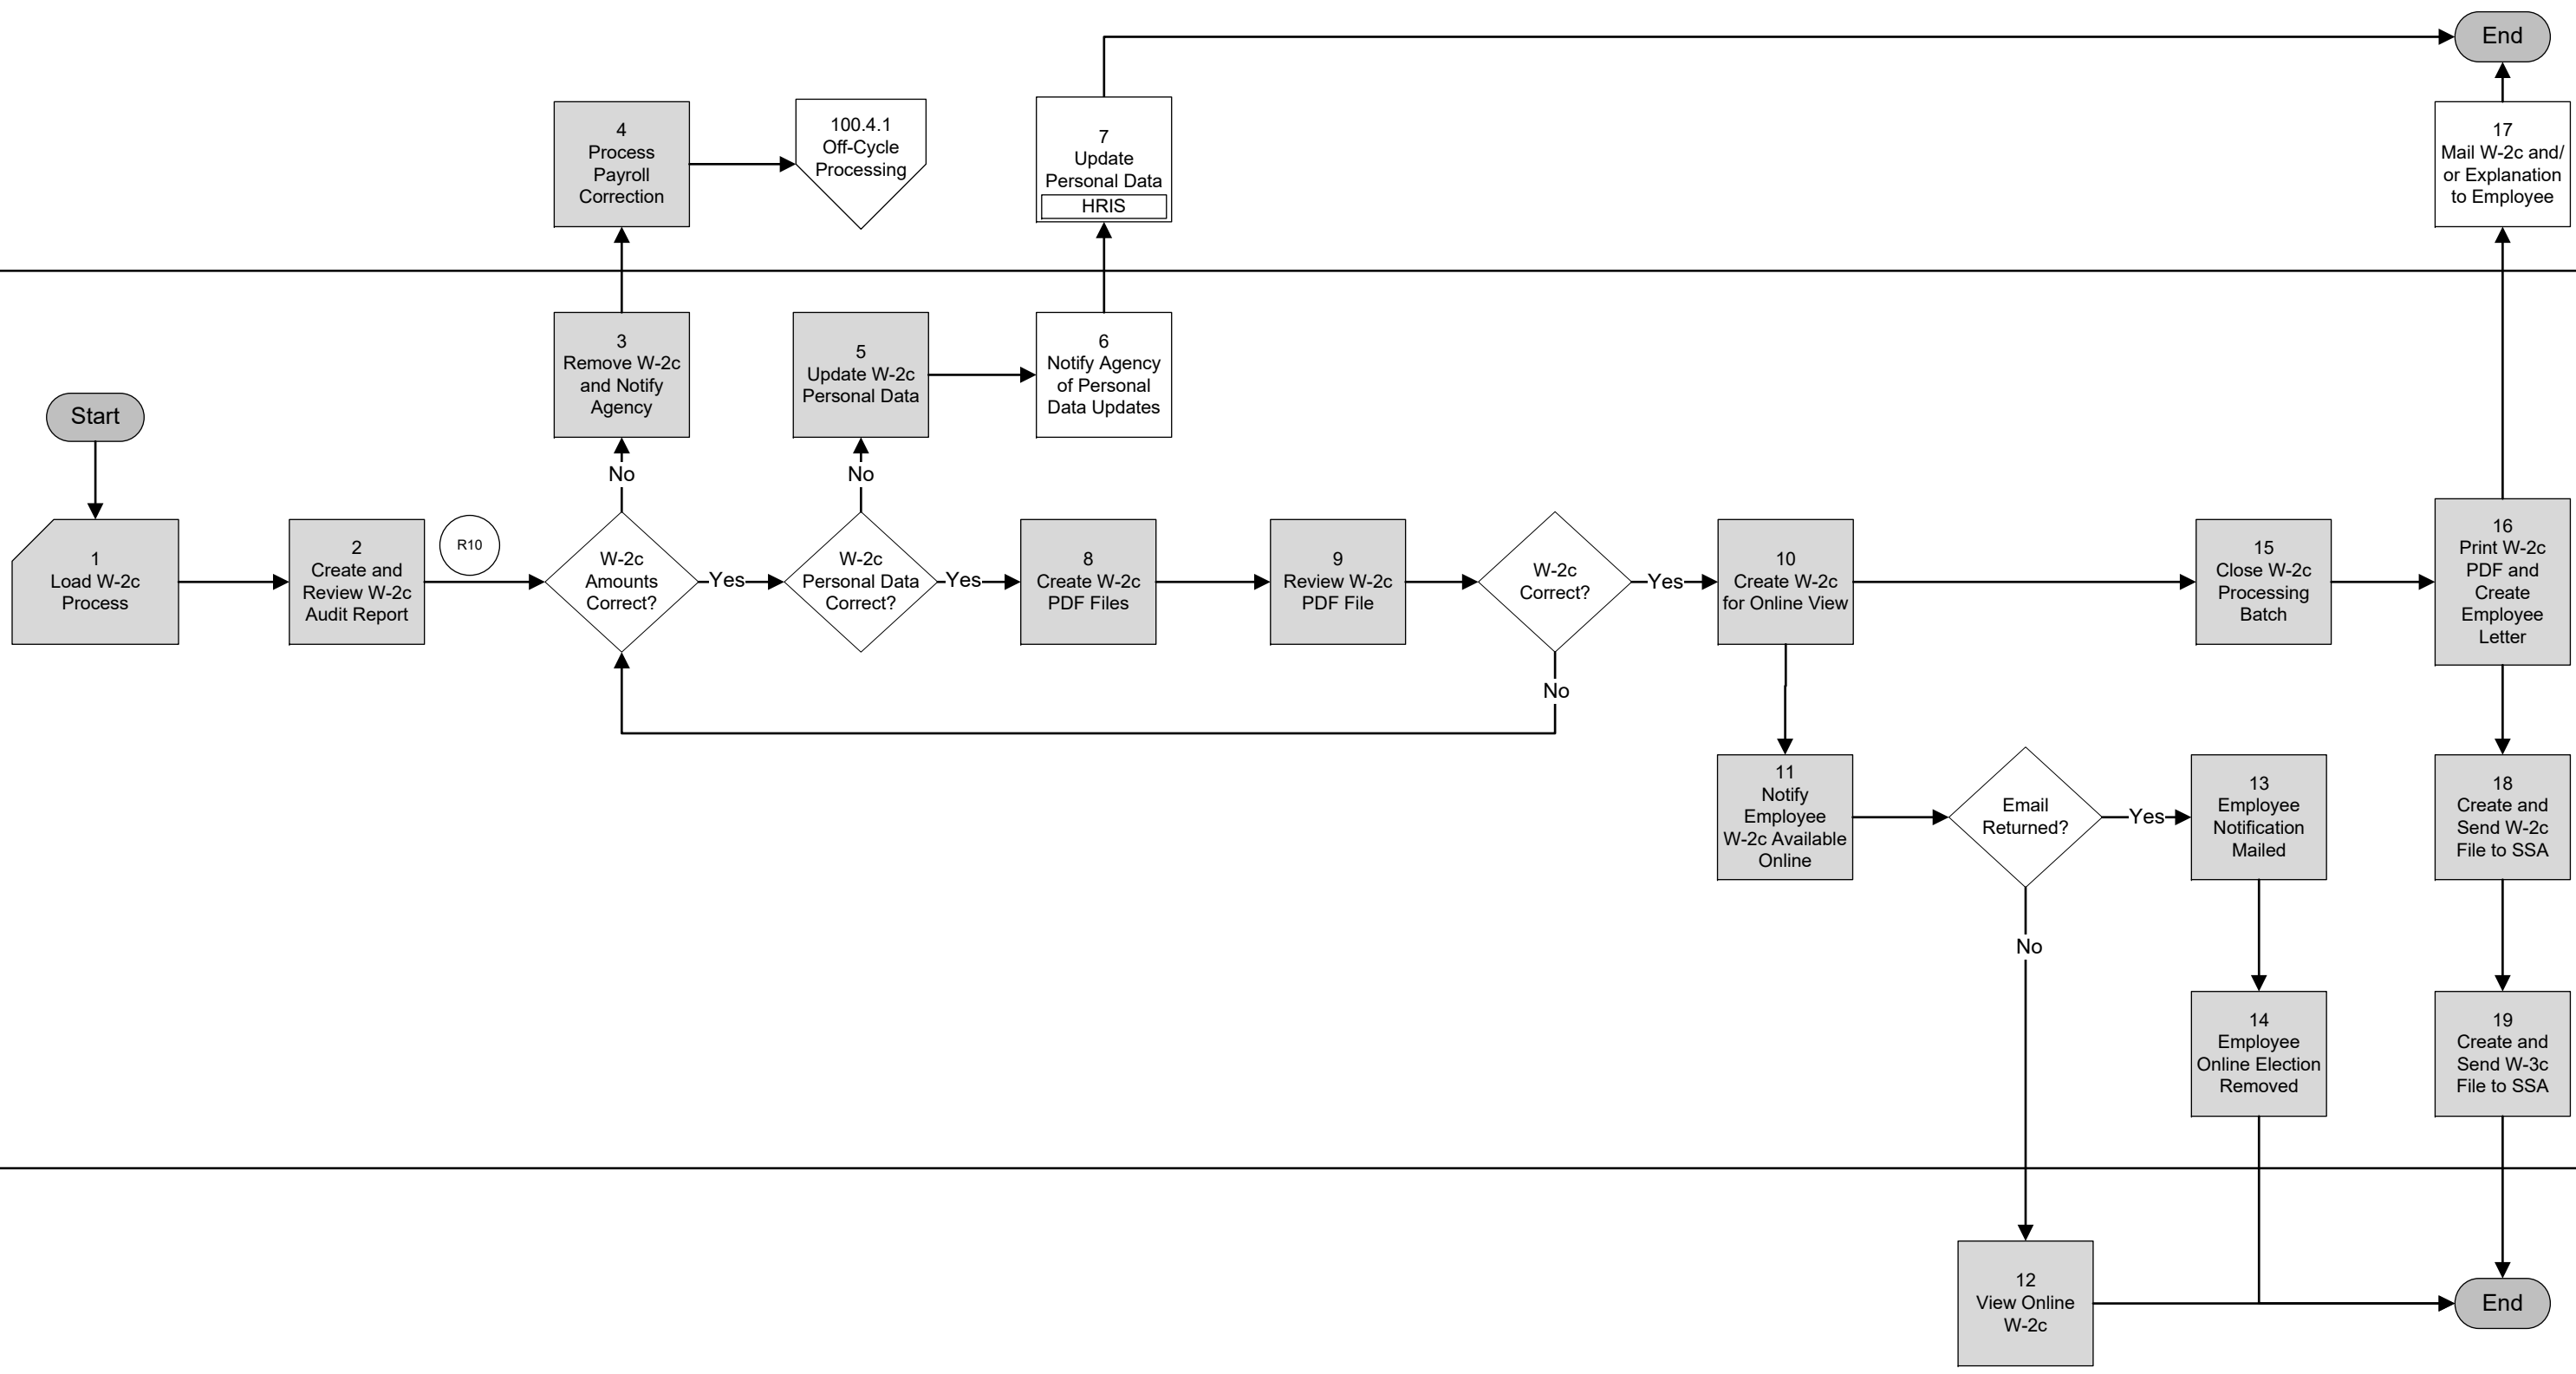 End
4
Process
Payroll
Correction
100.4.1
Off-Cycle
Processing
7
Update
Personal Data
HRIS
17
Mail W-2c and/
or Explanation
to Employee
Start
3
Remove W-2c
and Notify
Agency
5
Update W-2c
Personal Data
6
Notify Agency
of Personal
Data Updates
No
No
1
Load W-2c
Process
2
Create and
Review W-2c
Audit Report
R10
W-2c
Amounts
Correct?
Yes
W-2c
Personal Data
Correct?
Yes
8
Create W-2c
PDF Files
9
Review W-2c
PDF File
W-2c
Correct?
Yes
10
Create W-2c
for Online View
15
Close W-2c
Processing
Batch
16
Print W-2c
PDF and
Create
Employee
Letter
No
11
Notify
Employee
W-2c Available
Online
Email
Returned?
Yes
13
Employee
Notification
Mailed
18
Create and
Send W-2c
File to SSA
No
14
Employee
Online Election
Removed
19
Create and
Send W-3c
File to SSA
12
View Online
W-2c
End